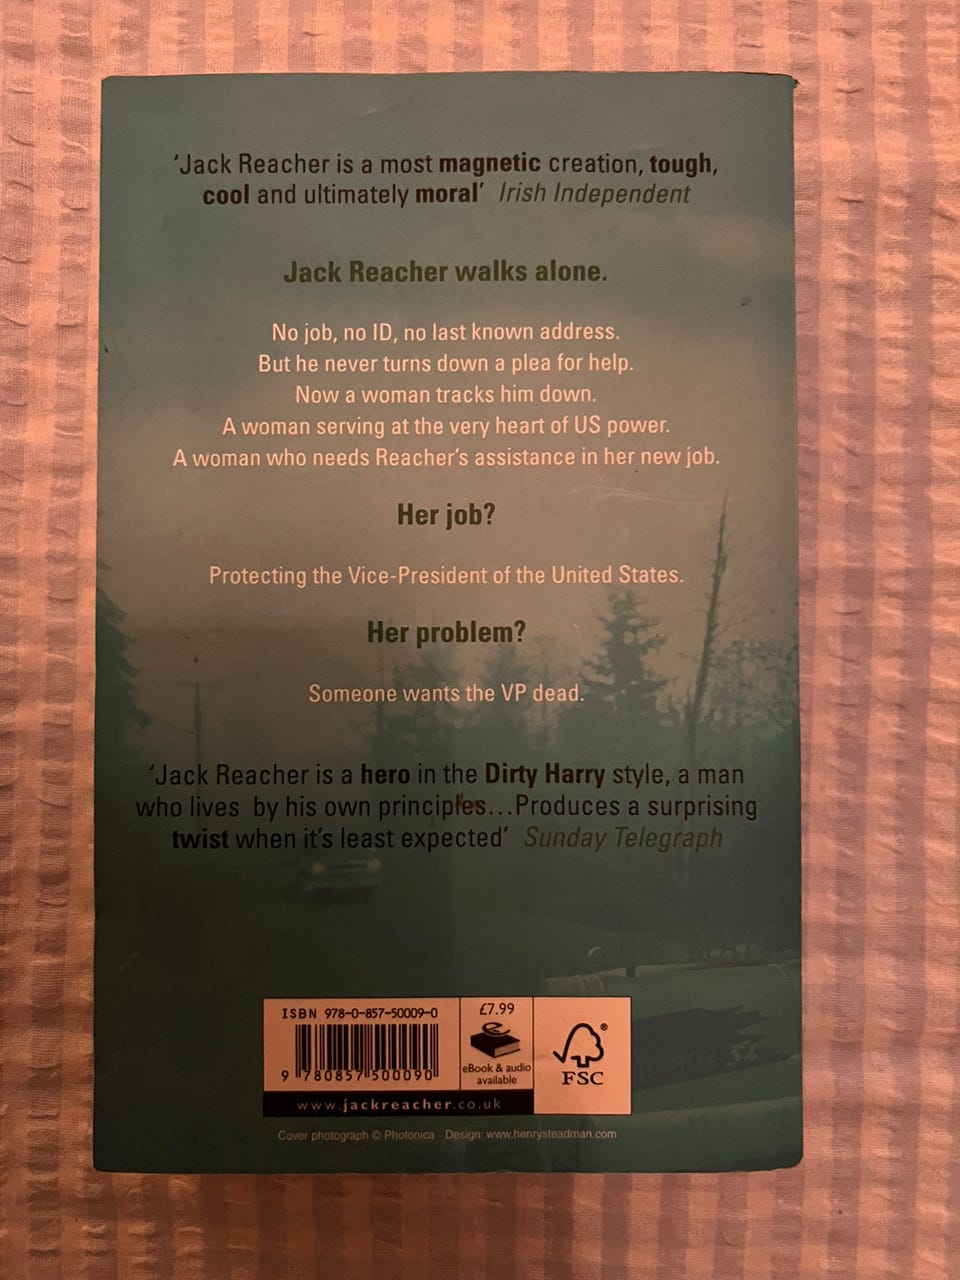 ‘Jack Reacher is a most magnetic creation, tough,
cool and ultimately moral’ Irish Independent
Jack Reacher walks alone.
No job, no ID, no last known address.
But he never turns down a plea for help.
Now a woman tracks him down.
A woman serving at the very heart of US power.
A woman who needs Reacher’s assistance in her new job.
Her job?
Protecting the Vice-President of the United States.
Her problem?
Someone wants the VP dead.
‘Jack Reacher is a hero in the Dirty Harry style, a man
who lives by his own principles...Produces a surprising
twist when it’s least expected’ Sunday Telegraph
ISBN 978-0-857-50009-0
£7.99
9 780857 500090
eBook & audio
available
FSC
®
www.jackreacher.co.uk
Cover photograph © Photonica Design: www.henrysteadman.com